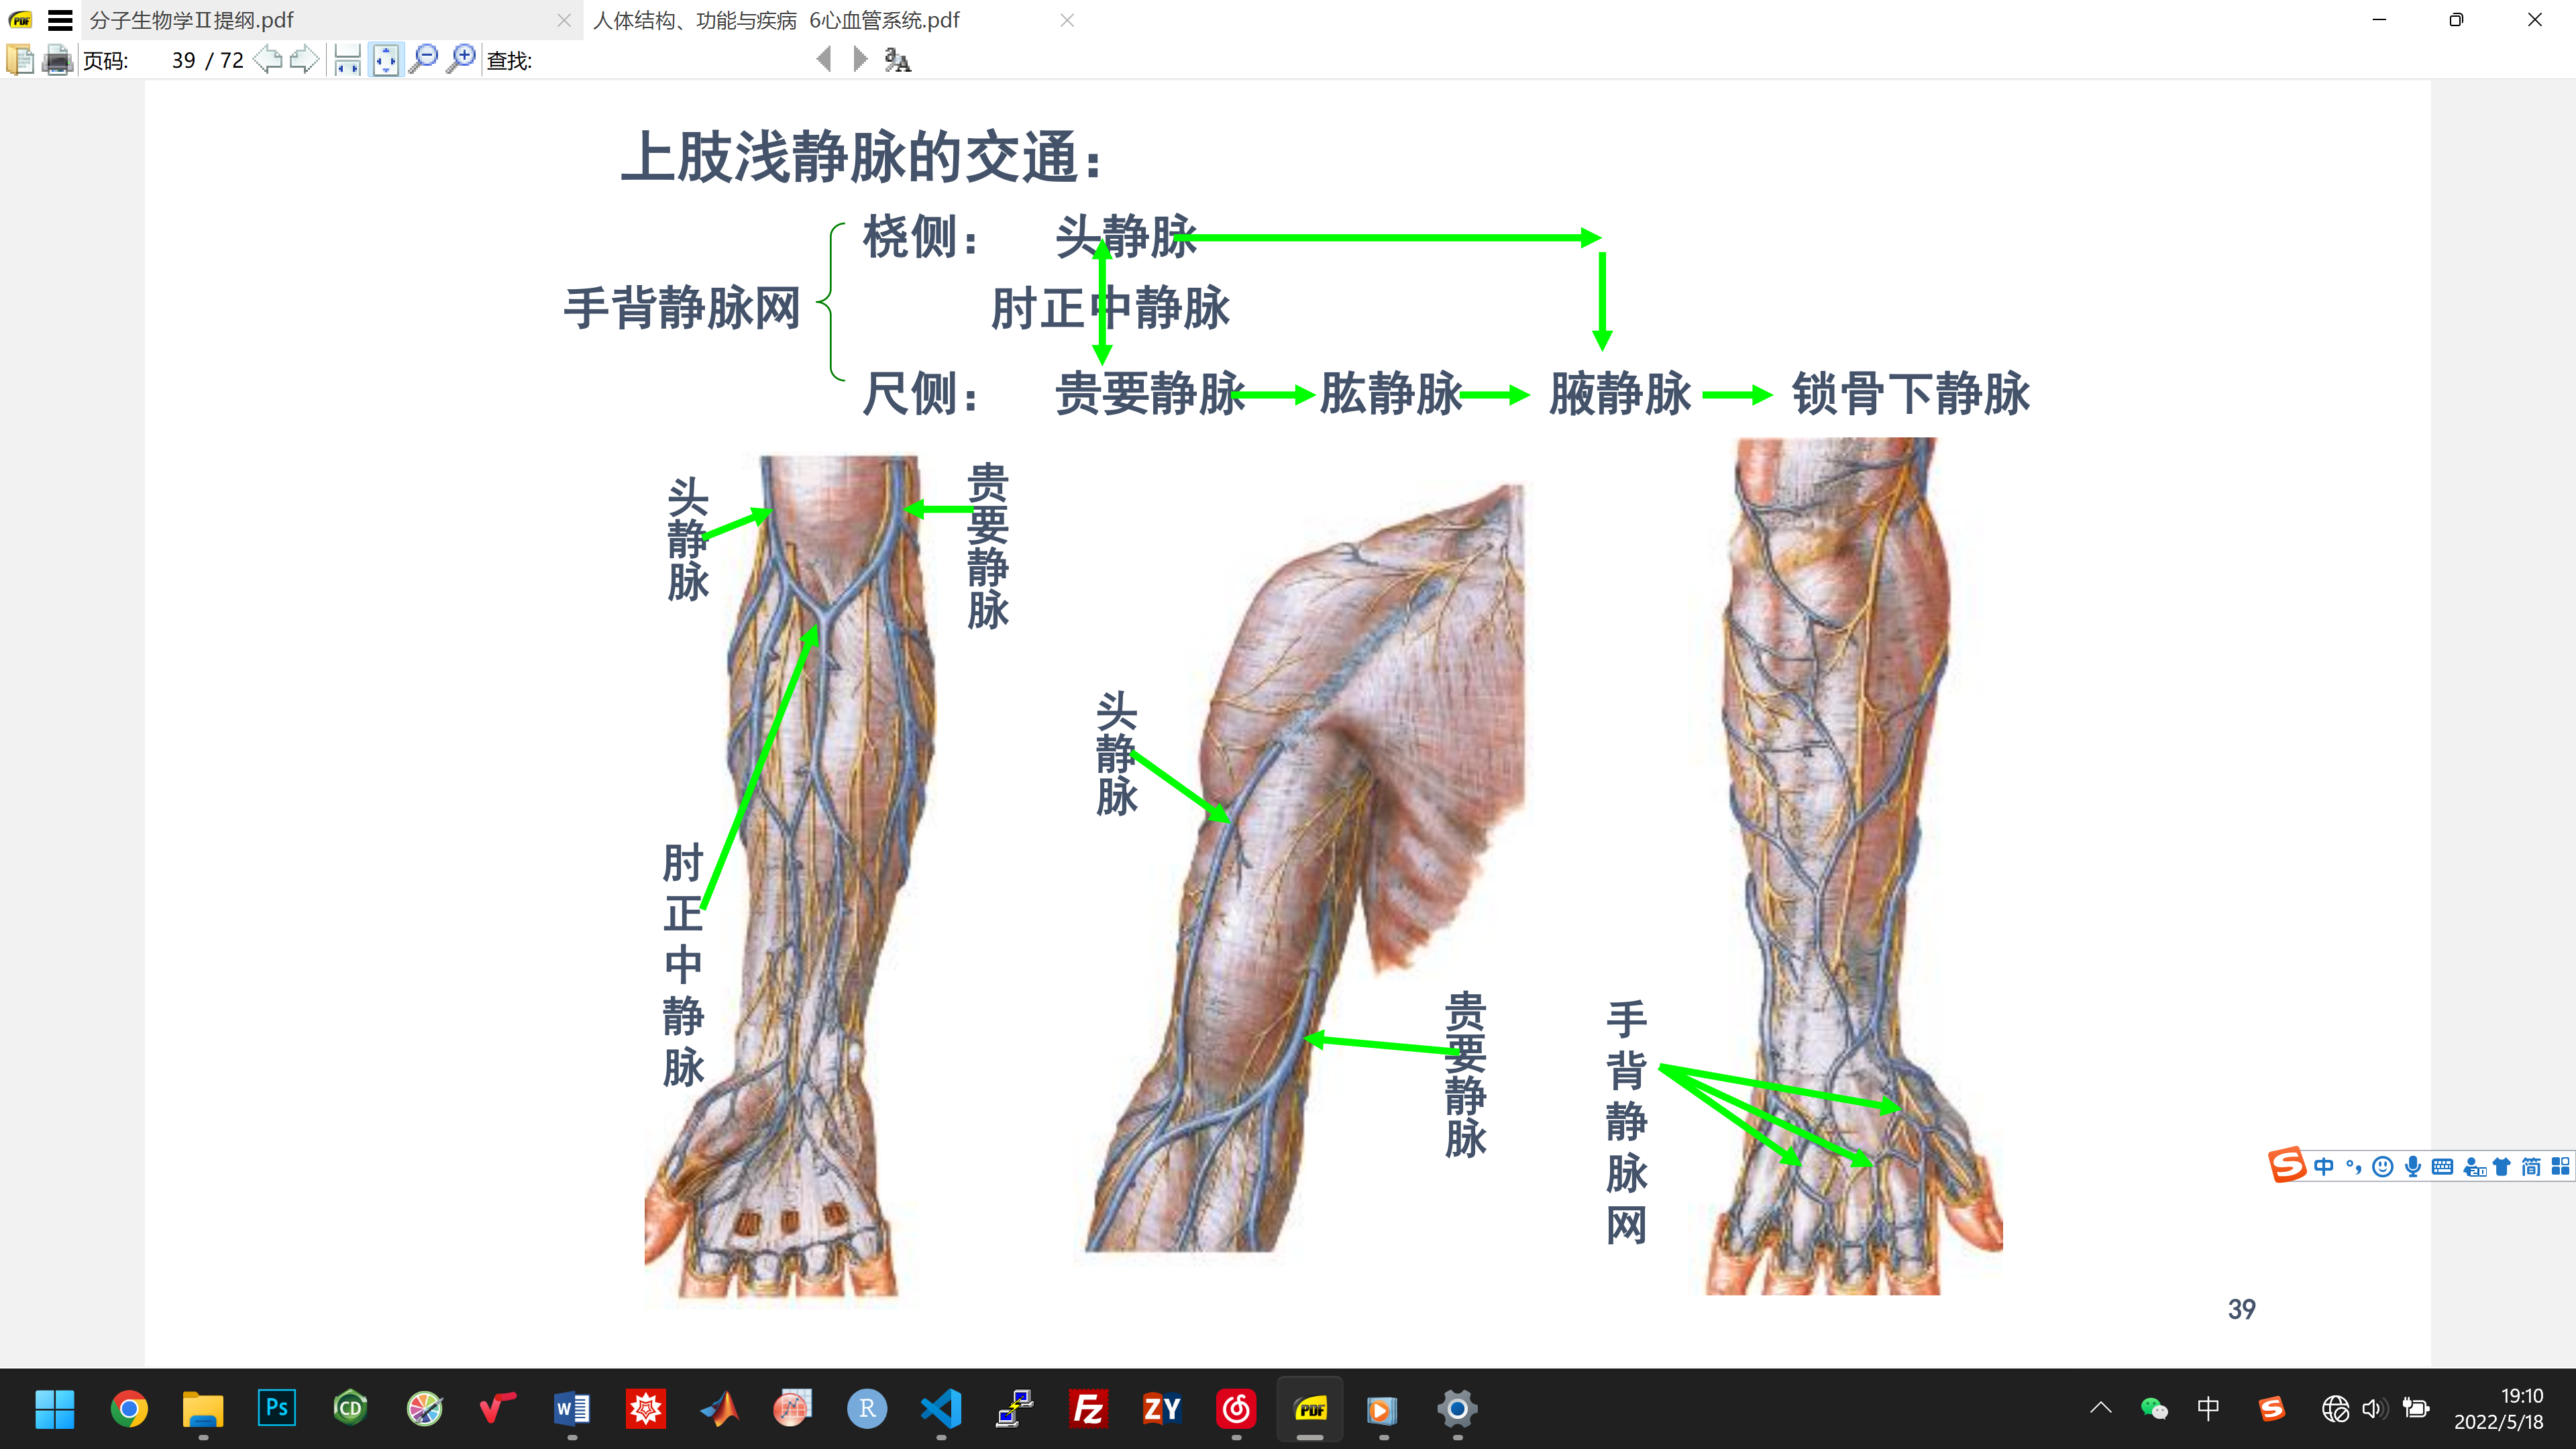 分子生物学Ⅱ提纲.pdf
人体结构、功能与疾病 6心血管系统.pdf
页码: 39 / 72 查找:
上肢浅静脉的交通：
桡侧： 头静脉
手背静脉网 肘正中静脉
尺侧： 贵要静脉 肱静脉 腋静脉 锁骨下静脉
头静脉
贵要静脉
肘正中静脉
头静脉
贵要静脉
手背静脉网
39
中 简
19:10
中
2022/5/18